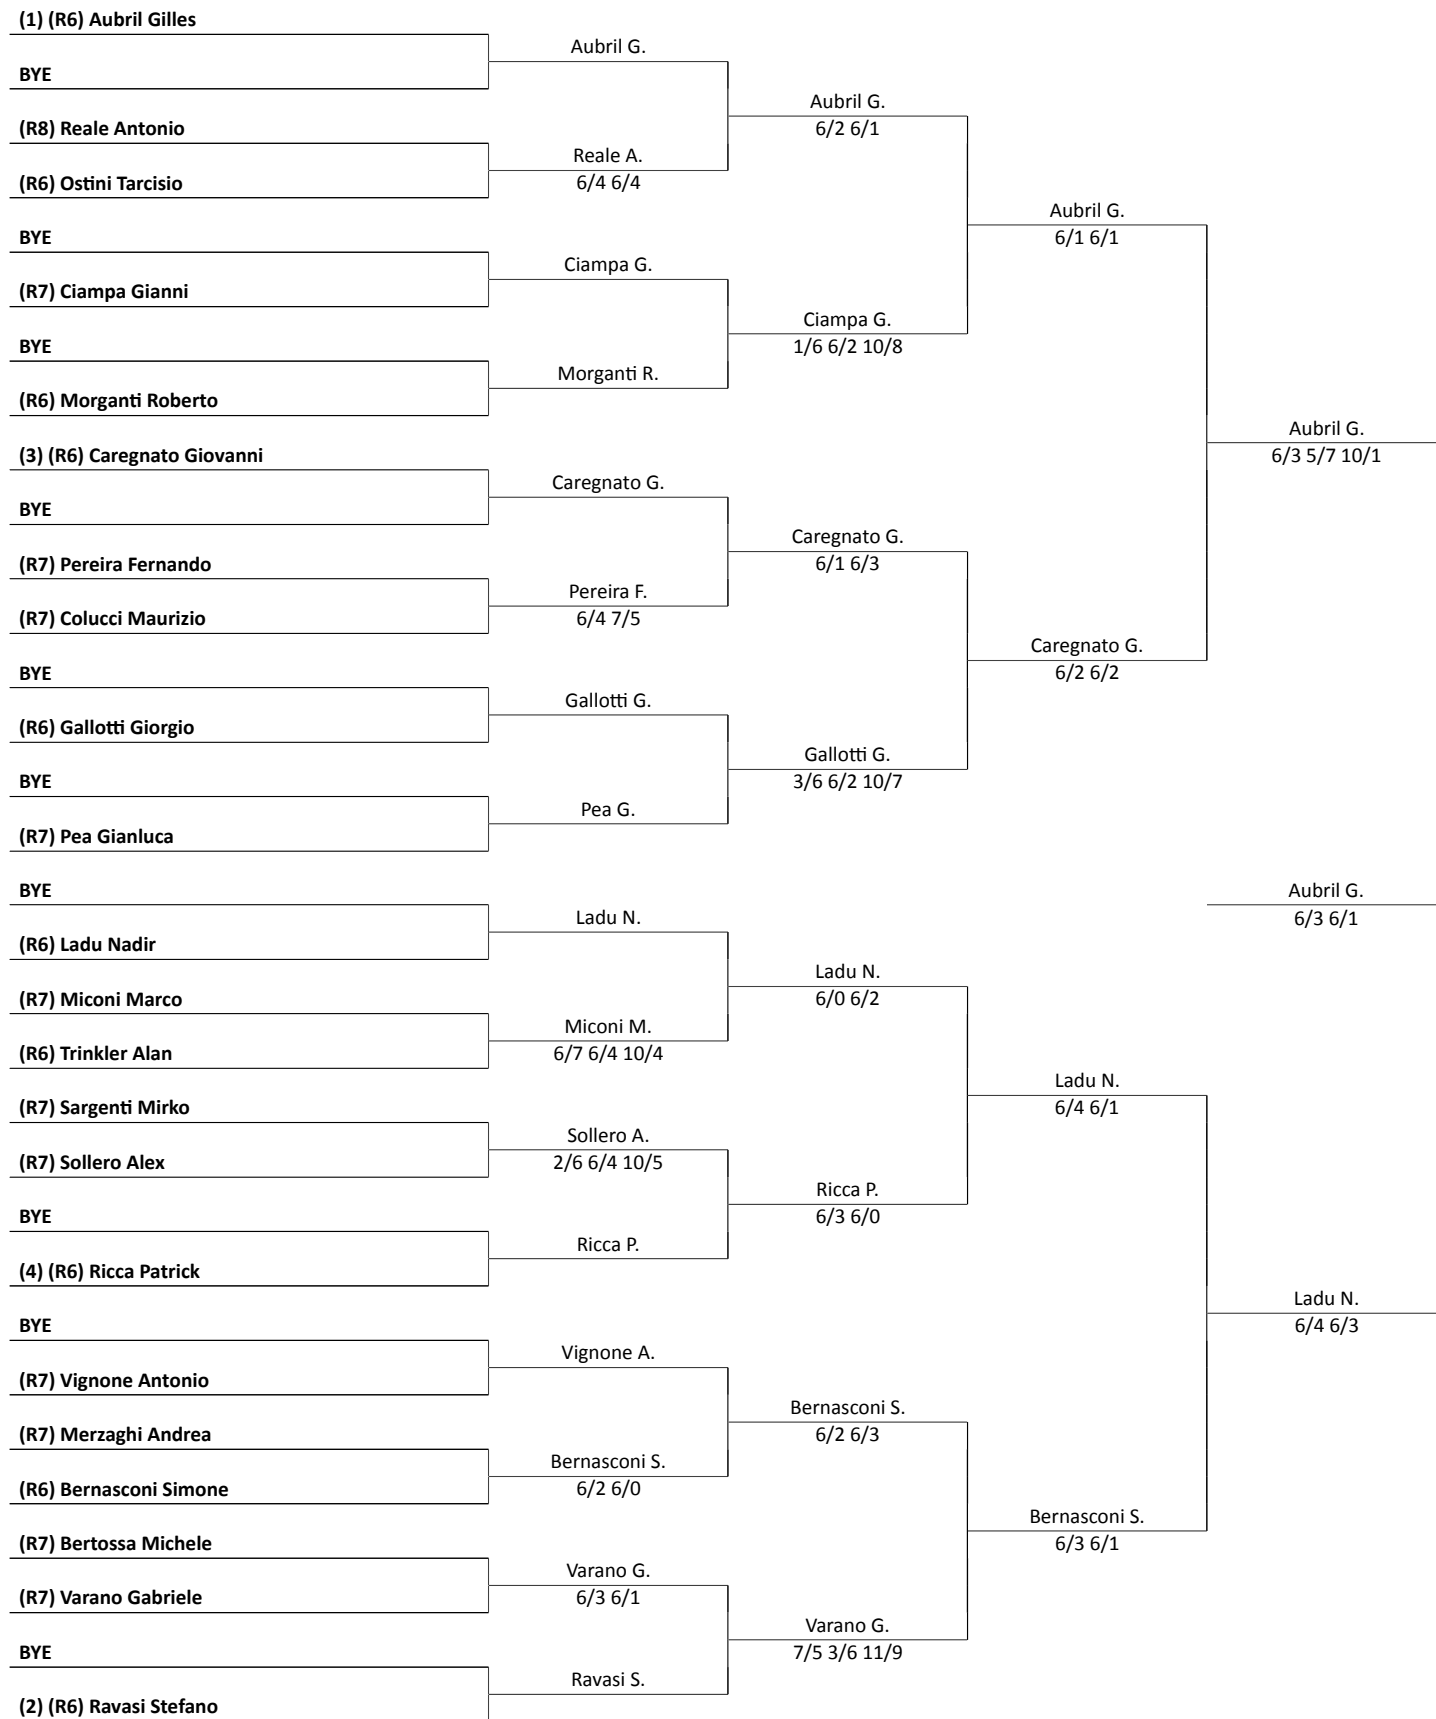 (1) (R6) Aubril Gilles
Aubril G.
BYE
Aubril G.
6/2 6/1
(R8) Reale Antonio
Reale A.
6/4 6/4
(R6) Ostini Tarcisio
Aubril G.
6/1 6/1
BYE
Ciampa G.
(R7) Ciampa Gianni
Ciampa G.
1/6 6/2 10/8
BYE
Morganti R.
(R6) Morganti Roberto
Aubril G.
6/3 5/7 10/1
(3) (R6) Caregnato Giovanni
Caregnato G.
BYE
Caregnato G.
6/1 6/3
(R7) Pereira Fernando
Pereira F.
6/4 7/5
(R7) Colucci Maurizio
Caregnato G.
6/2 6/2
BYE
Gallotti G.
(R6) Gallotti Giorgio
Gallotti G.
3/6 6/2 10/7
BYE
Pea G.
(R7) Pea Gianluca
BYE
Aubril G.
6/3 6/1
Ladu N.
(R6) Ladu Nadir
Ladu N.
6/0 6/2
(R7) Miconi Marco
Miconi M.
6/7 6/4 10/4
(R6) Trinkler Alan
Ladu N.
6/4 6/1
(R7) Sargenti Mirko
Sollero A.
2/6 6/4 10/5
(R7) Sollero Alex
Ricca P.
6/3 6/0
BYE
Ricca P.
(4) (R6) Ricca Patrick
Ladu N.
6/4 6/3
BYE
Vignone A.
(R7) Vignone Antonio
Bernasconi S.
6/2 6/3
(R7) Merzaghi Andrea
Bernasconi S.
6/2 6/0
(R6) Bernasconi Simone
Bernasconi S.
6/3 6/1
(R7) Bertossa Michele
Varano G.
6/3 6/1
(R7) Varano Gabriele
Varano G.
7/5 3/6 11/9
BYE
Ravasi S.
(2) (R6) Ravasi Stefano